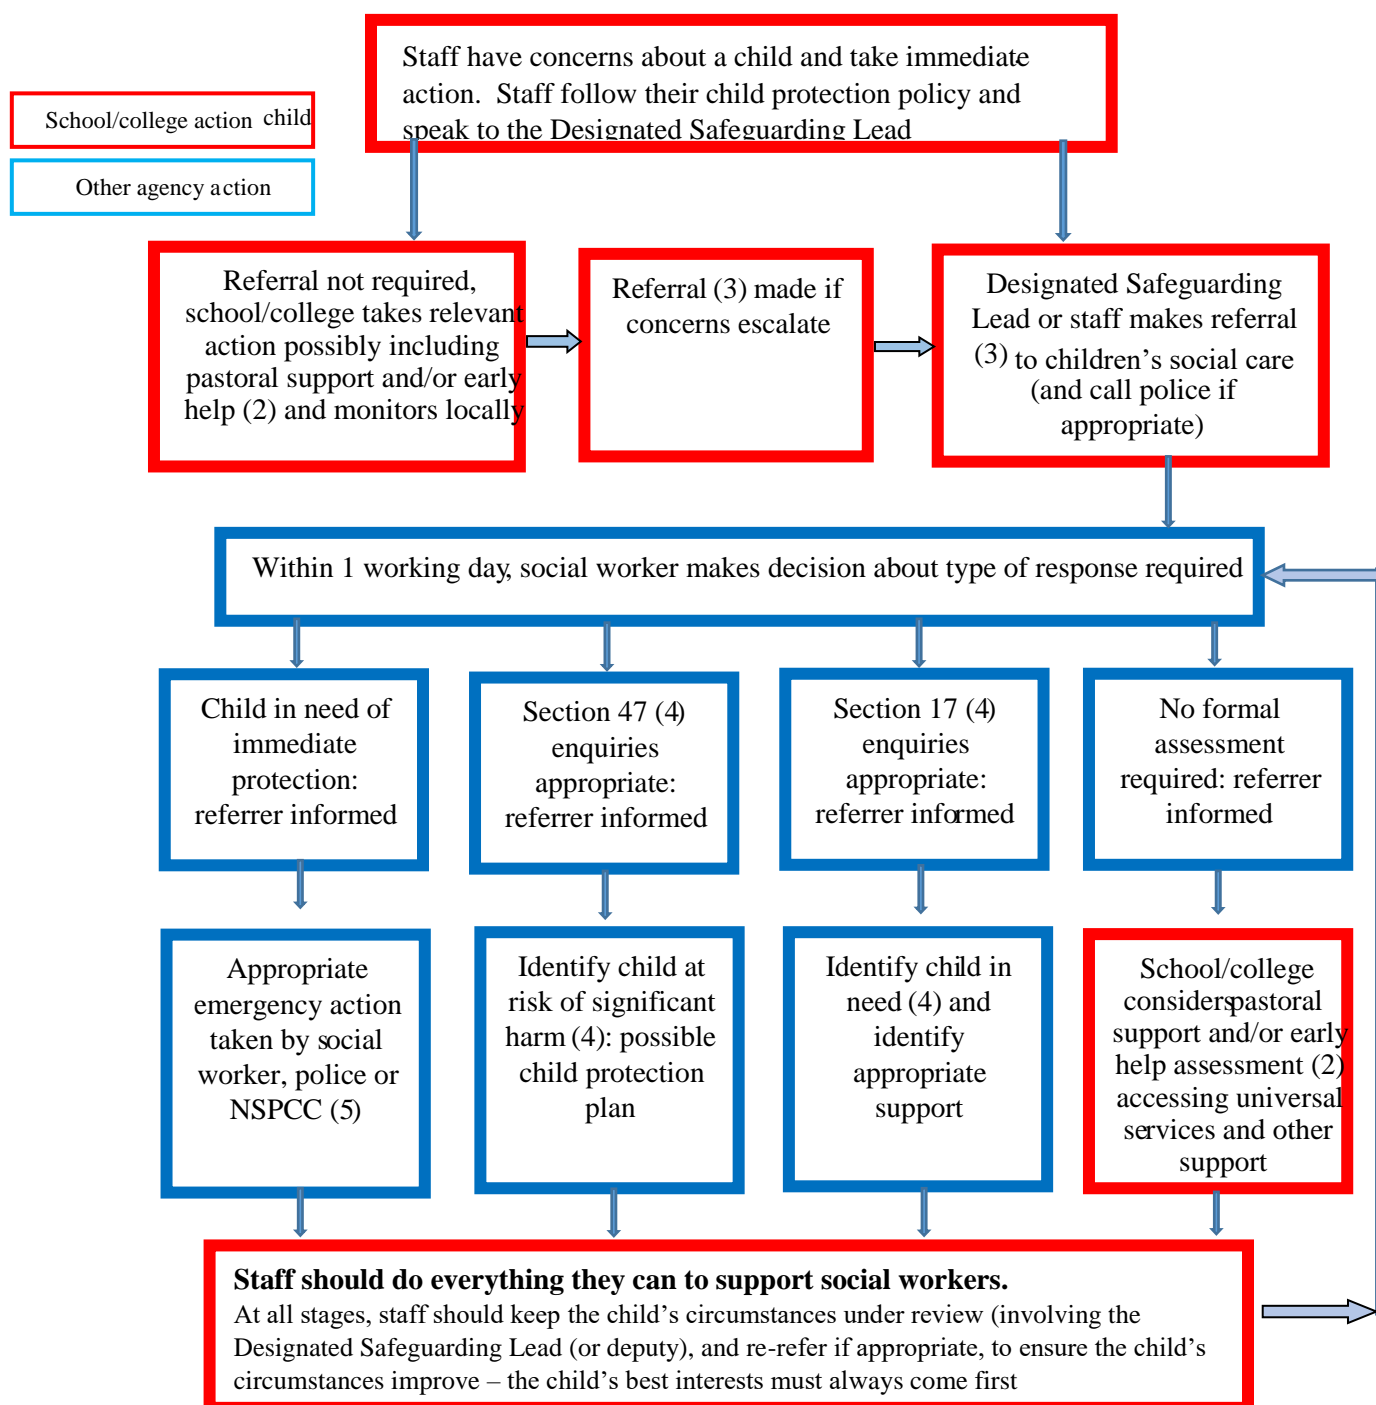 Staff have concerns about a child and take immediate
action.  Staff follow their child protection policy and
speak to the Designated Safeguarding Lead
School/college action child
Other agency action
Referral not required,
school/college takes relevant
action possibly including
pastoral support and/or early
help (2) and monitors locally
Referral (3) made if
concerns escalate
Designated Safeguarding
Lead or staff makes referral
(3) to children’s social care
(and call police if
appropriate)
Within 1 working day, social worker makes decision about type of response required
Child in need of
immediate
protection:
referrer informed
Section 47 (4)
enquiries
appropriate:
referrer informed
Section 17 (4)
enquiries
appropriate:
referrer informed
No formal
assessment
required: referrer
informed
Appropriate
emergency action
taken by social
worker, police or
NSPCC (5)
Identify child at
risk of significant
harm (4): possible
child protection
plan
Identify child in
need (4) and
identify
appropriate
support
School/college
considers pastoral
support and/or early
help assessment (2)
accessing universal
services and other
support
Staff should do everything they can to support social workers.
At all stages, staff should keep the child’s circumstances under review (involving the
Designated Safeguarding Lead (or deputy), and re-refer if appropriate, to ensure the child’s
circumstances improve – the child’s best interests must always come first